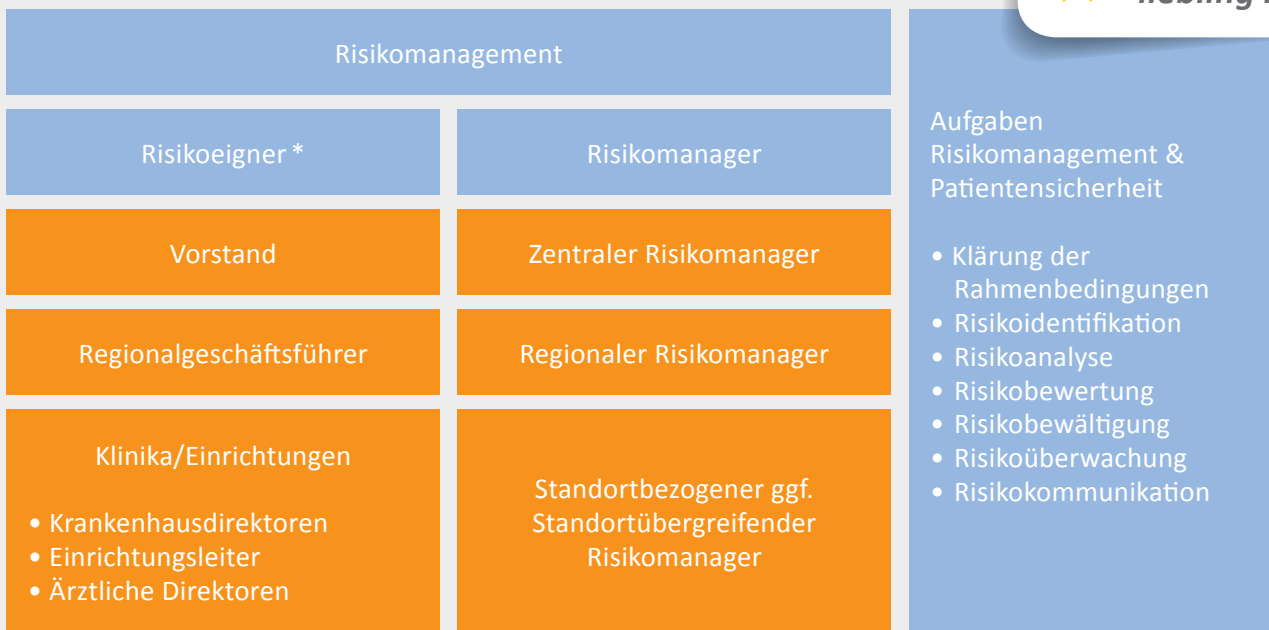 Risikomanagement
Risikoeigner *
Risikomanager
Vorstand
Zentraler Risikomanager
Regionalgeschäftsführer
Regionaler Risikomanager
Klinika/Einrichtungen
• Krankenhausdirektoren
• Einrichtungsleiter
• Ärztliche Direktoren
Standortbezogener ggf.
Standortübergreifender
Risikomanager
Aufgaben
Risikomanagement &
Patientensicherheit
• Klärung der
Rahmenbedingungen
• Risikoidentifikation
• Risikoanalyse
• Risikobewertung
• Risikobewältigung
• Risikoüberwachung
• Risikokommunikation